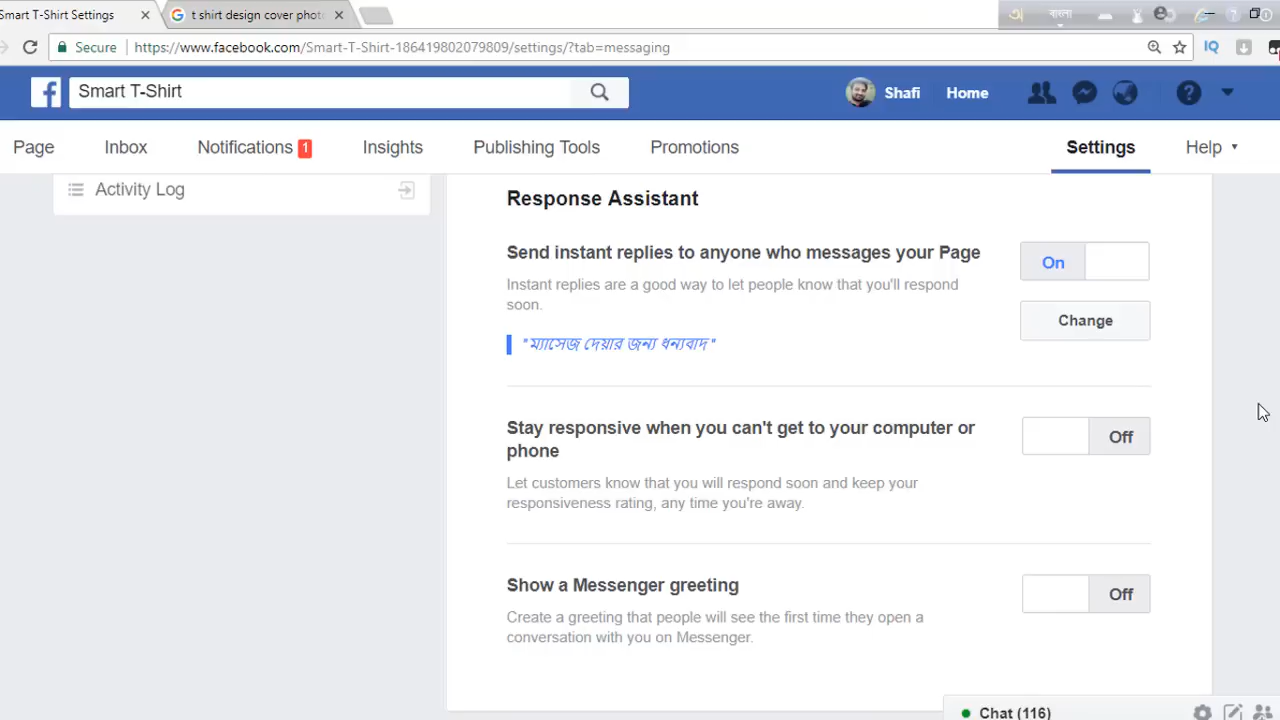 Smart T-Shirt Settings
t shirt design cover phot
বাংলা
Secure
https://www.facebook.com/Smart-T-Shirt-186419802079809/settings/?tab=messaging
IQ
Smart T-Shirt
Shafi
Home
Page
Inbox
Notifications 1
Insights
Publishing Tools
Promotions
Settings
Help
Activity Log
Response Assistant
Send instant replies to anyone who messages your Page
On
Instant replies are a good way to let people know that you'll respond
soon.
Change
"ম্যাসেজ দেয়ার জন্য ধন্যবাদ"
Stay responsive when you can't get to your computer or
phone
Off
Let customers know that you will respond soon and keep your
responsiveness rating, any time you're away.
Show a Messenger greeting
Off
Create a greeting that people will see the first time they open a
conversation with you on Messenger.
Chat (116)